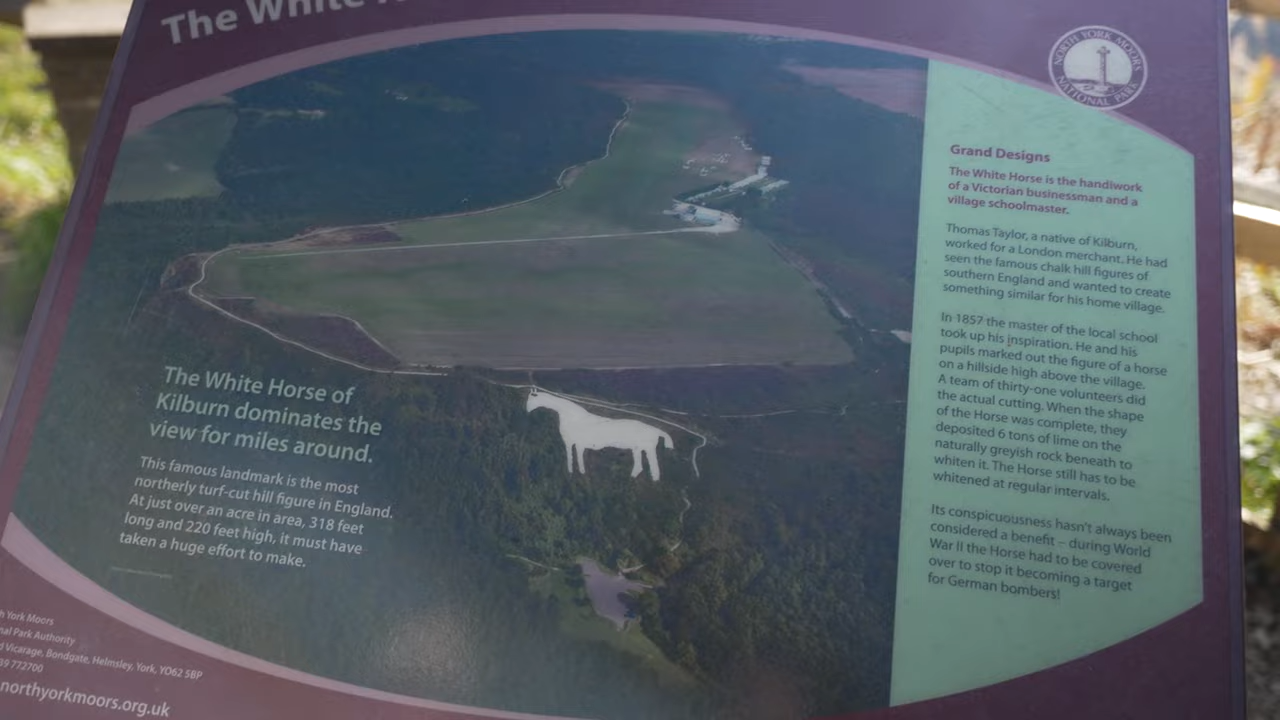 The White
NORTH YORK MOORS
NATIONAL PARK
The White Horse of
Kilburn dominates the
view for miles around.
This famous landmark is the most
northerly turf-cut hill figure in England.
At just over an acre in area, 318 feet
long and 220 feet high, it must have
taken a huge effort to make.
Grand Designs
The White Horse is the handiwork
of a Victorian businessman and a
village schoolmaster.
Thomas Taylor, a native of Kilburn,
worked for a London merchant. He had
seen the famous chalk hill figures of
southern England and wanted to create
something similar for his home village.
In 1857 the master of the local school
took up his inspiration. He and his
pupils marked out the figure of a horse
on a hillside high above the village.
A team of thirty-one volunteers did
the actual cutting. When the shape
of the Horse was complete, they
deposited 6 tons of lime on the
naturally greyish rock beneath to
whiten it. The Horse still has to be
whitened at regular intervals.
Its conspicuousness hasn't always been
considered a benefit – during World
War II the Horse had to be covered
over to stop it becoming a target
for German bombers!
York Moors
Park Authority
Vicarage, Bondgate, Helmsley, York, YO62 5BP
772700
northyorkmoors.org.uk